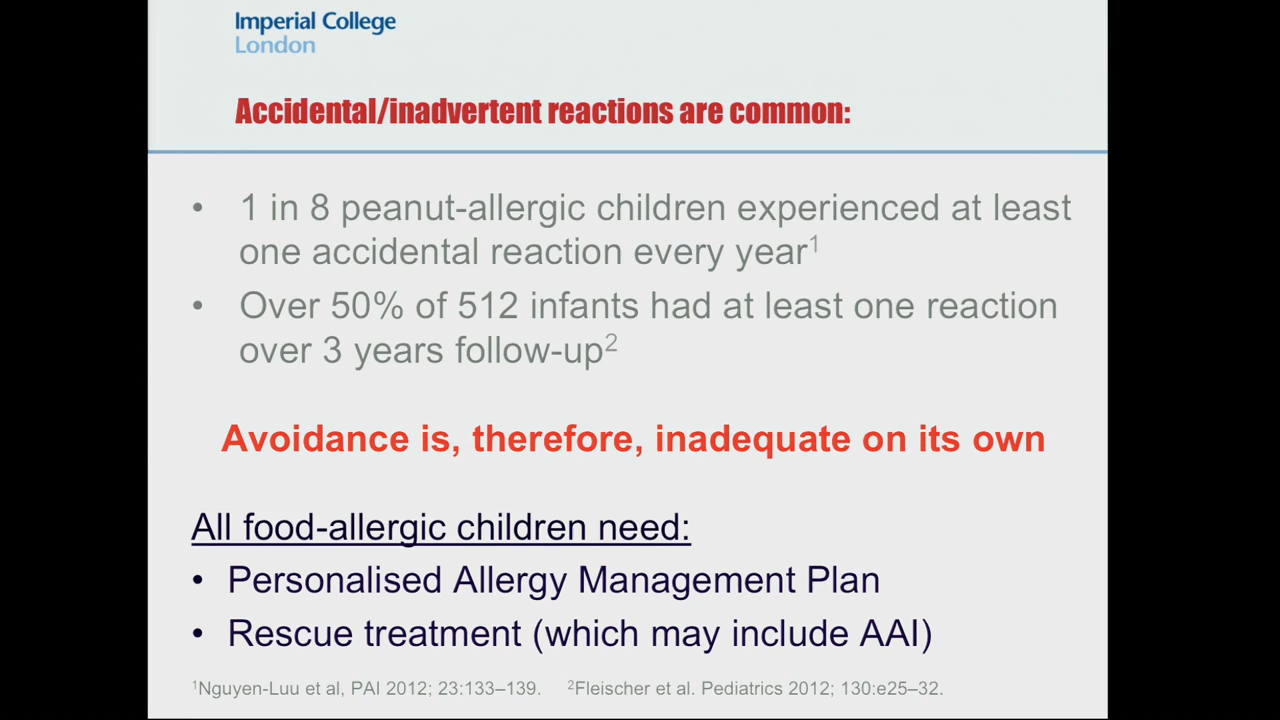 Imperial College
London
Accidental/inadvertent reactions are common:
• 1 in 8 peanut-allergic children experienced at least
one accidental reaction every year¹
• Over 50% of 512 infants had at least one reaction
over 3 years follow-up²
Avoidance is, therefore, inadequate on its own
All food-allergic children need:
• Personalised Allergy Management Plan
• Rescue treatment (which may include AAI)
¹Nguyen-Luu et al, PAI 2012; 23:133–139. ²Fleischer et al. Pediatrics 2012; 130:e25–32.